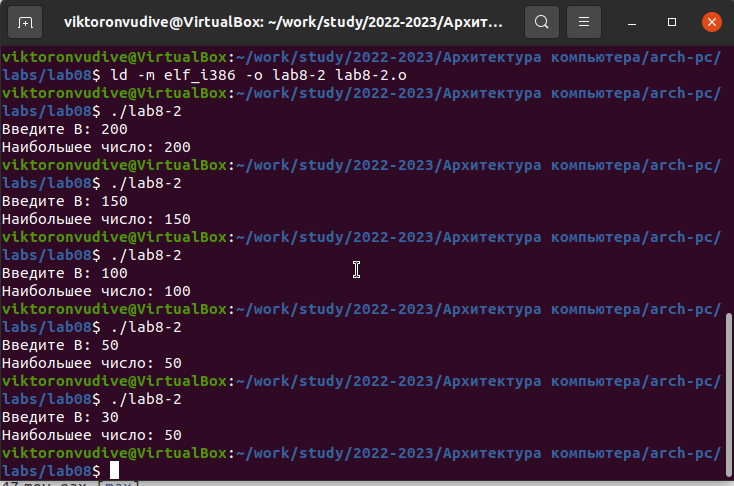 viktoronvudive@VirtualBox: ~/work/study/2022-2023/Архит...
viktoronvudive@VirtualBox:~/work/study/2022-2023/Архитектура компьютера/arch-pc/
labs/lab08$ ld -m elf_i386 -o lab8-2 lab8-2.o
viktoronvudive@VirtualBox:~/work/study/2022-2023/Архитектура компьютера/arch-pc/
labs/lab08$ ./lab8-2
Введите В: 200
Наибольшее число: 200
viktoronvudive@VirtualBox:~/work/study/2022-2023/Архитектура компьютера/arch-pc/
labs/lab08$ ./lab8-2
Введите В: 150
Наибольшее число: 150
viktoronvudive@VirtualBox:~/work/study/2022-2023/Архитектура компьютера/arch-pc/
labs/lab08$ ./lab8-2
Введите В: 100
Наибольшее число: 100
viktoronvudive@VirtualBox:~/work/study/2022-2023/Архитектура компьютера/arch-pc/
labs/lab08$ ./lab8-2
Введите В: 50
Наибольшее число: 50
viktoronvudive@VirtualBox:~/work/study/2022-2023/Архитектура компьютера/arch-pc/
labs/lab08$ ./lab8-2
Введите В: 30
Наибольшее число: 50
viktoronvudive@VirtualBox:~/work/study/2022-2023/Архитектура компьютера/arch-pc/
labs/lab08$